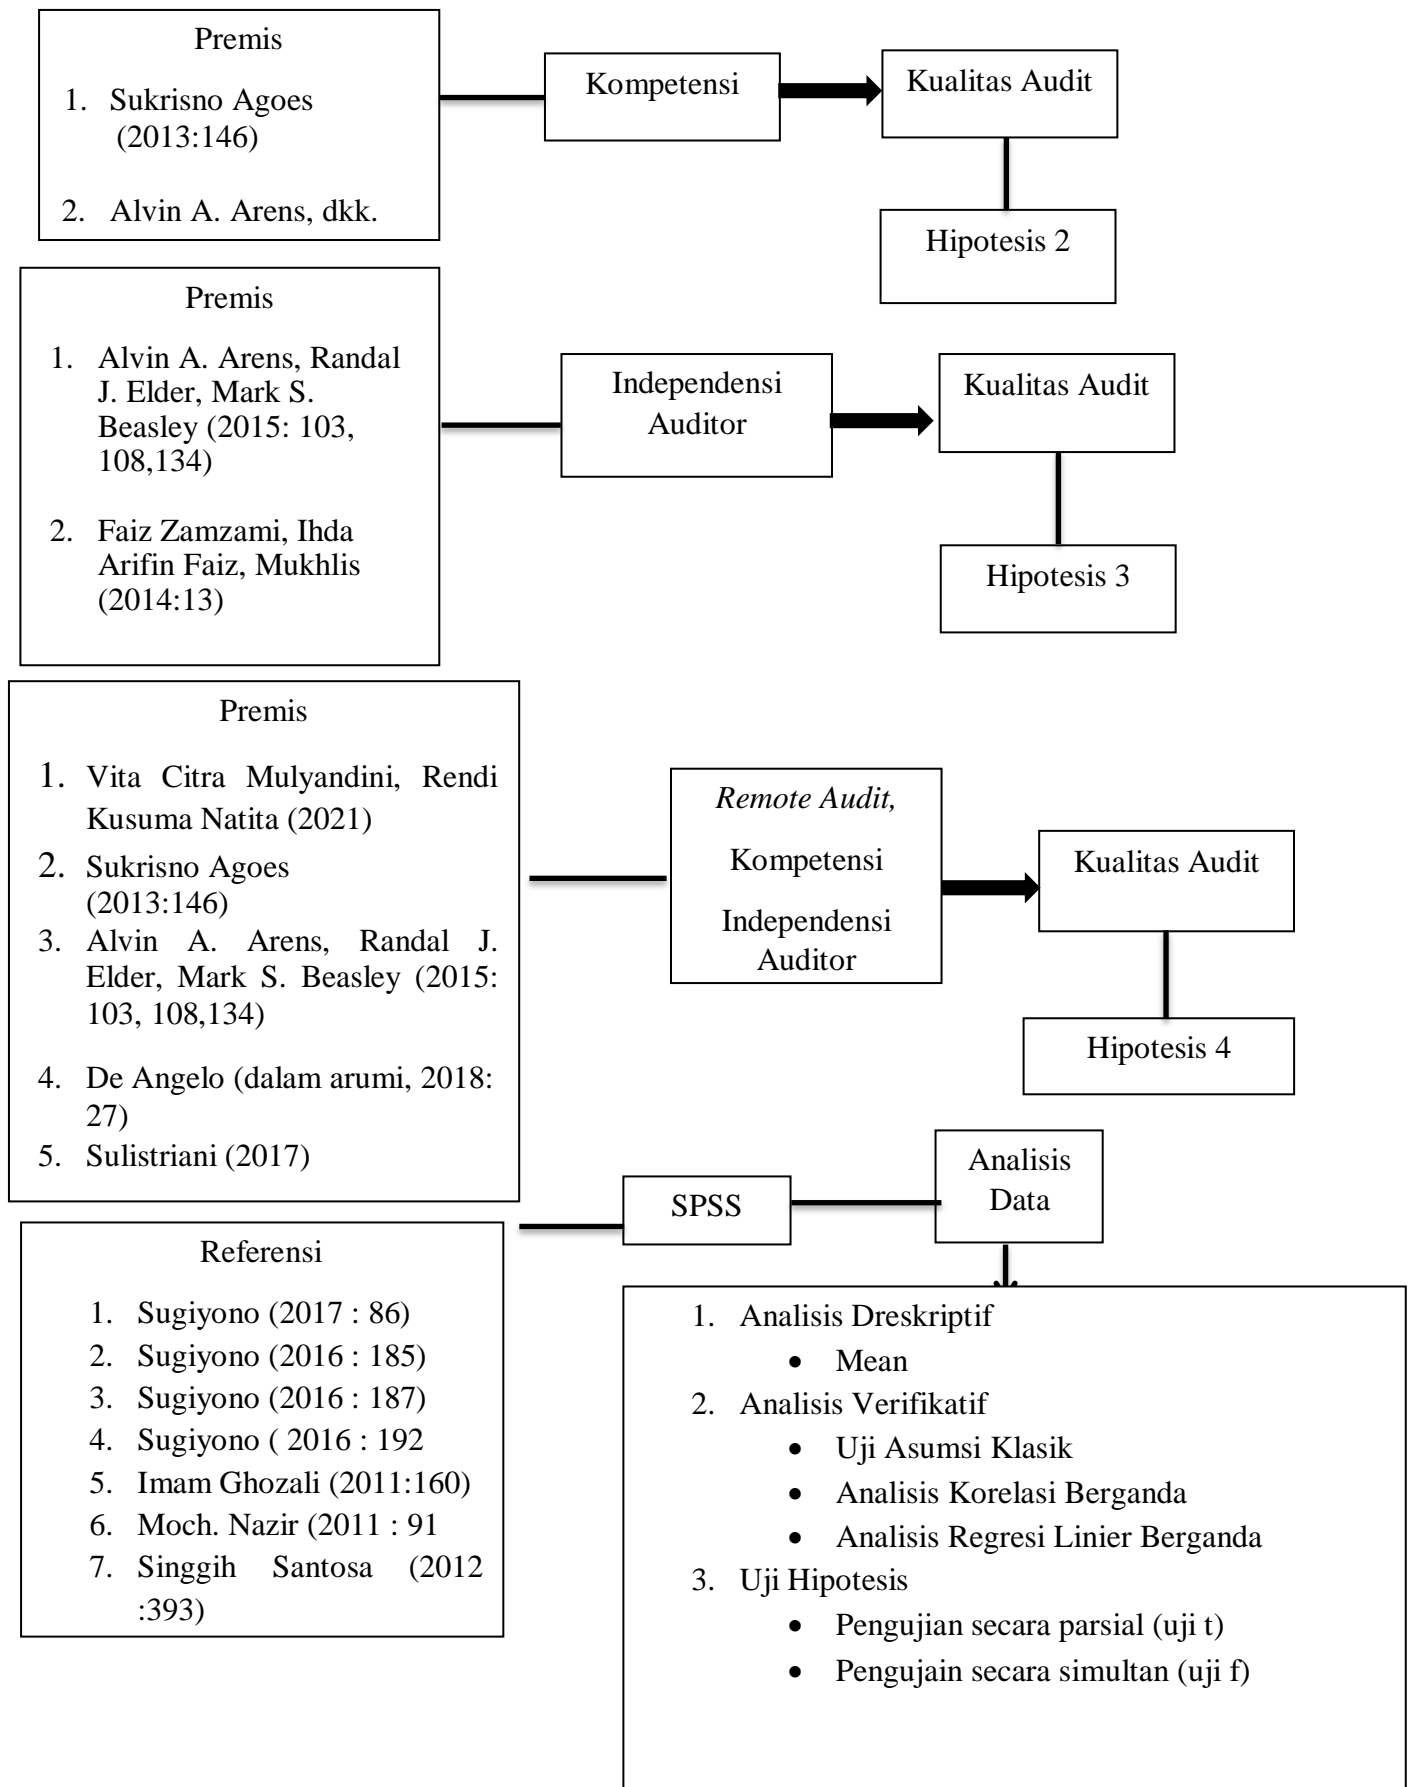 Premis
1. Sukrisno Agoes
(2013:146)
2. Alvin A. Arens, dkk.
Kompetensi
Kualitas Audit
Hipotesis 2
Premis
1. Alvin A. Arens, Randal
J. Elder, Mark S.
Beasley (2015: 103,
108,134)
2. Faiz Zamzami, Ihda
Arifin Faiz, Mukhlis
(2014:13)
Independensi
Auditor
Kualitas Audit
Hipotesis 3
Premis
1. Vita Citra Mulyandini, Rendi
Kusuma Natita (2021)
2. Sukrisno Agoes
(2013:146)
3. Alvin A. Arens, Randal J.
Elder, Mark S. Beasley (2015:
103, 108,134)
4. De Angelo (dalam arumi, 2018:
27)
5. Sulistriani (2017)
Remote Audit,
Kompetensi
Independensi
Auditor
Kualitas Audit
Hipotesis 4
Referensi
1. Sugiyono (2017 : 86)
2. Sugiyono (2016 : 185)
3. Sugiyono (2016 : 187)
4. Sugiyono ( 2016 : 192
5. Imam Ghozali (2011:160)
6. Moch. Nazir (2011 : 91
7. Singgih Santosa (2012
:393)
SPSS
Analisis
Data
1. Analisis Dreskriptif
• Mean
2. Analisis Verifikatif
• Uji Asumsi Klasik
• Analisis Korelasi Berganda
• Analisis Regresi Linier Berganda
3. Uji Hipotesis
• Pengujian secara parsial (uji t)
• Pengujain secara simultan (uji f)